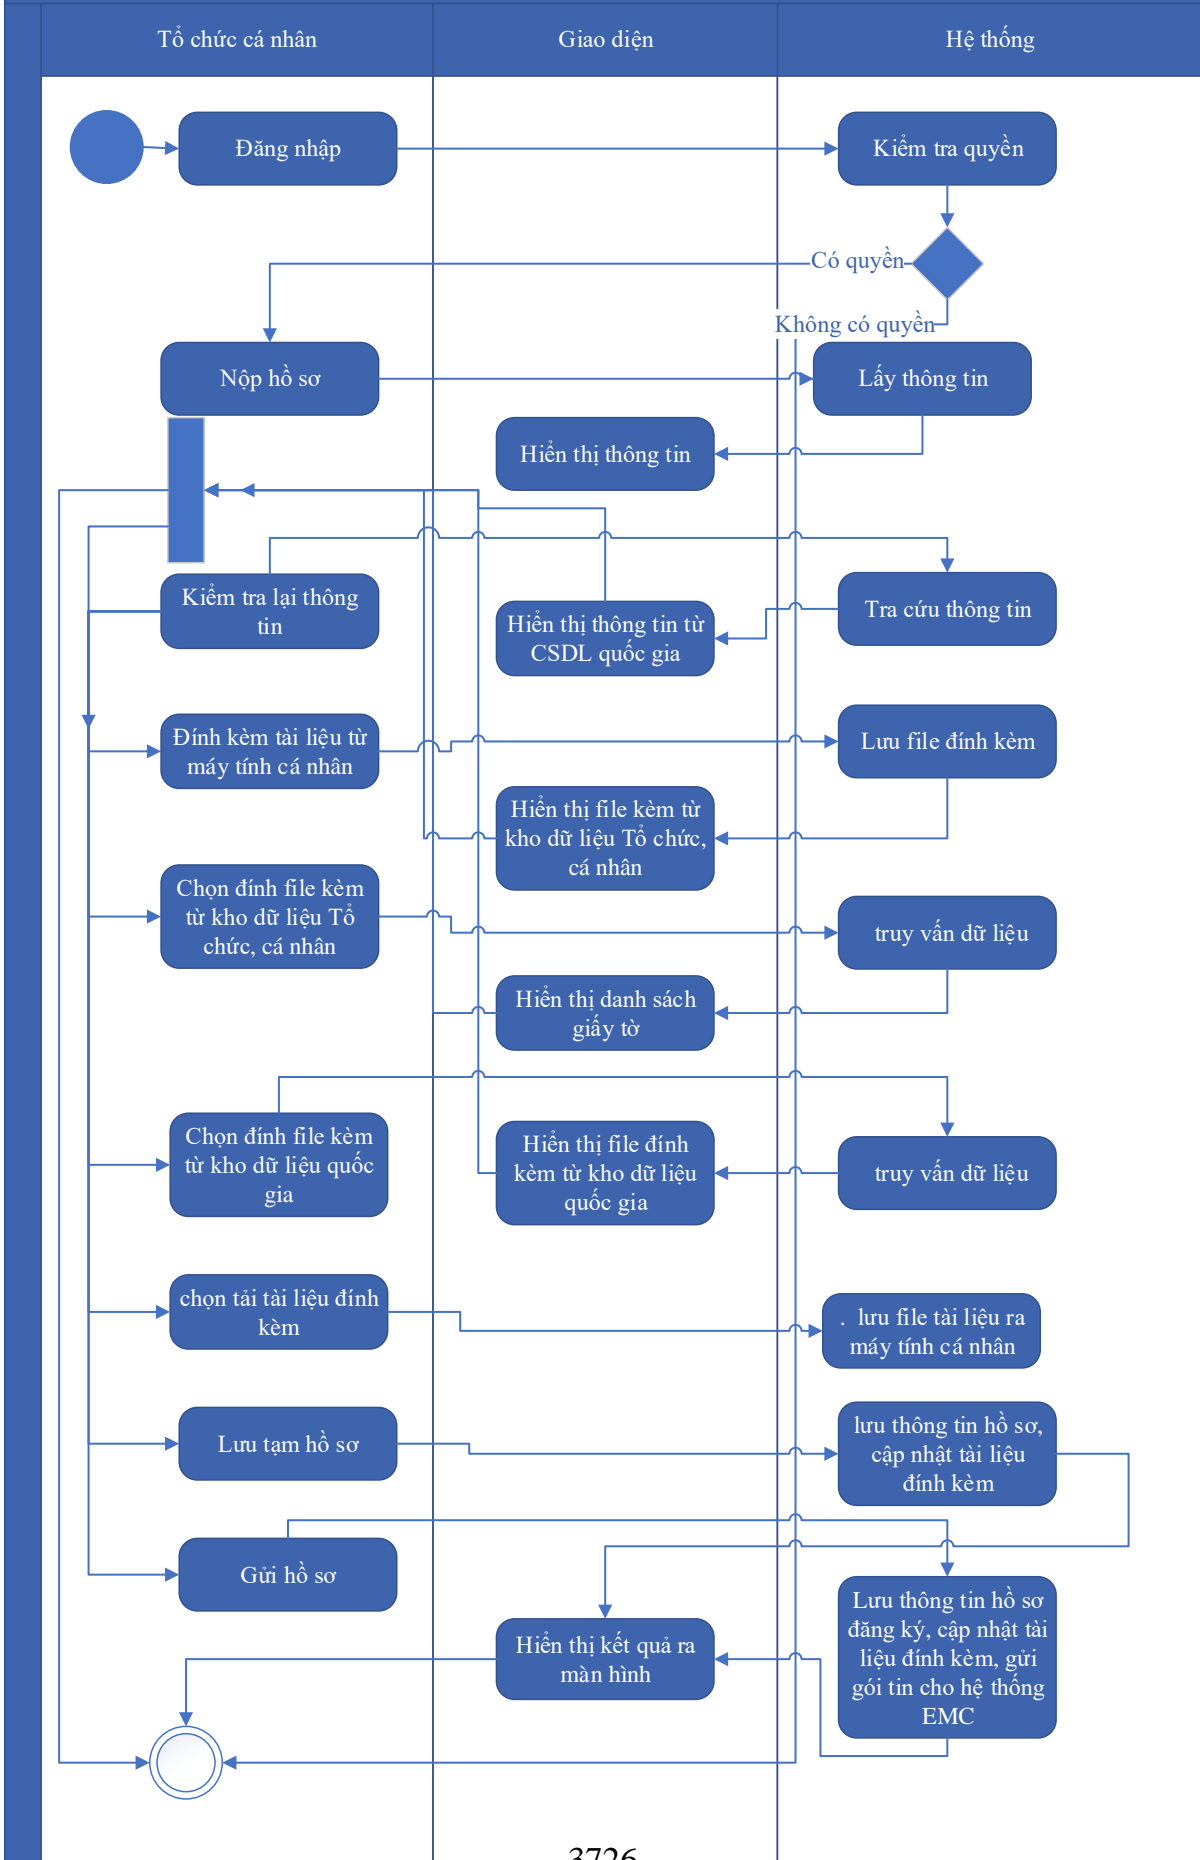 Tổ chức cá nhân
Giao diện
Hệ thống
Đăng nhập
Kiểm tra quyền
Có quyền
Không có quyền
Nộp hồ sơ
Lấy thông tin
Hiển thị thông tin
Kiểm tra lại thông
tin
Hiển thị thông tin từ
CSDL quốc gia
Tra cứu thông tin
Đính kèm tài liệu từ
máy tính cá nhân
Lưu file đính kèm
Hiển thị file kèm từ
kho dữ liệu Tổ chức,
cá nhân
Chọn đính file kèm
từ kho dữ liệu Tổ
chức, cá nhân
truy vấn dữ liệu
Hiển thị danh sách
giấy tờ
Chọn đính file kèm
từ kho dữ liệu quốc
gia
Hiển thị file đính
kèm từ kho dữ liệu
quốc gia
truy vấn dữ liệu
chọn tải tài liệu đính
kèm
. lưu file tài liệu ra
máy tính cá nhân
Lưu tạm hồ sơ
lưu thông tin hồ sơ,
cập nhật tài liệu
đính kèm
Gửi hồ sơ
Hiển thị kết quả ra
màn hình
Lưu thông tin hồ sơ
đăng ký, cập nhật tài
liệu đính kèm, gửi
gói tin cho hệ thống
EMC
3726